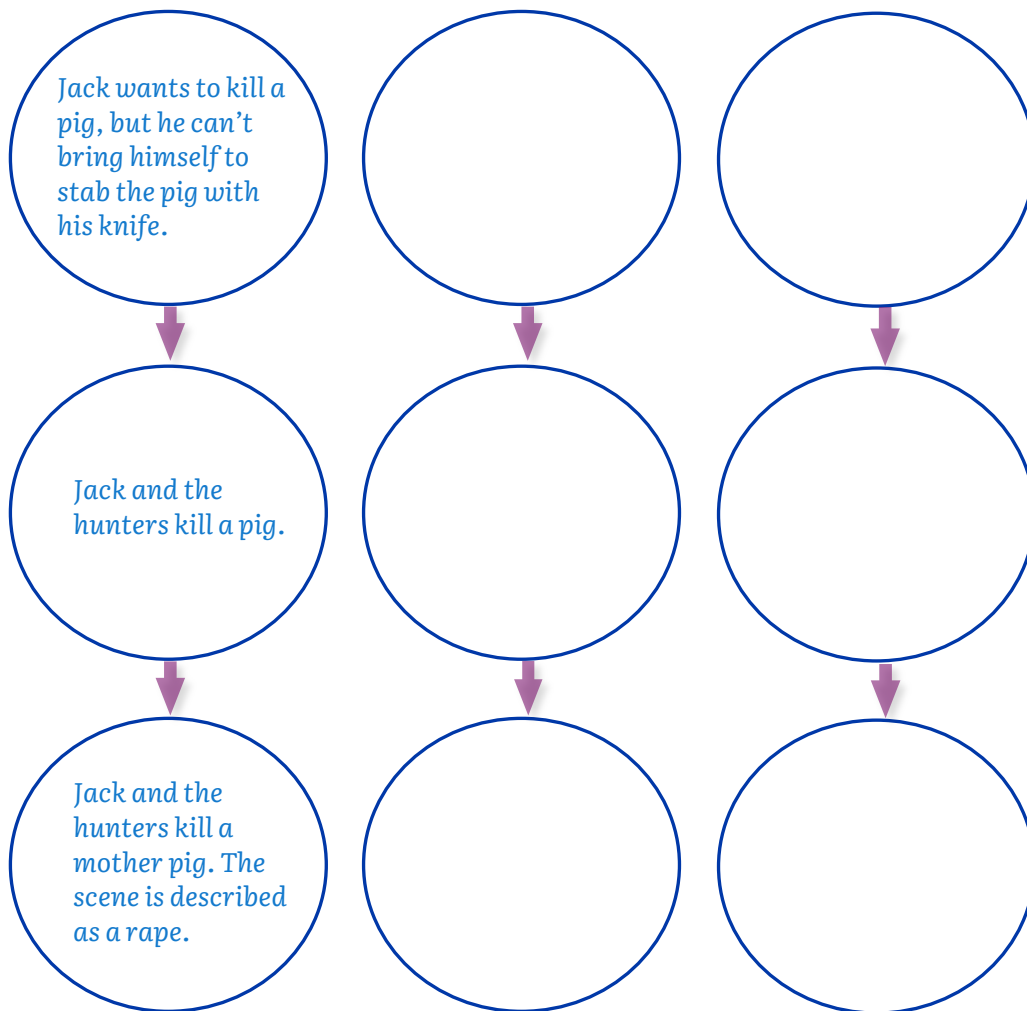 Jack wants to kill a
pig, but he can’t
bring himself to
stab the pig with
his knife.
Jack and the
hunters kill a pig.
Jack and the
hunters kill a
mother pig. The
scene is described
as a rape.